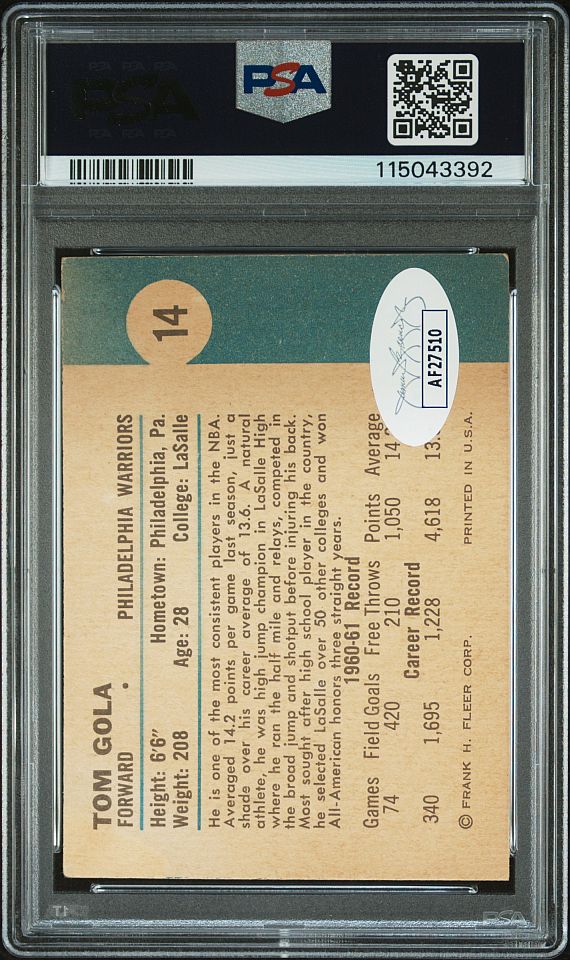 PSA
115043392
14
AF27510
TOM GOLA
FORWARD • PHILADELPHIA WARRIORS
Height: 6'6" Hometown: Philadelphia, Pa.
Weight: 208 Age: 28 College: LaSalle
He is one of the most consistent players in the NBA.
Averaged 14.2 points per game last season, just a
shade over his career average of 13.6. A natural
athlete, he was high jump champion in LaSalle High
where he ran the half mile and relays, competed in
the broad jump and shotput before injuring his back.
Most sought after high school player in the country,
he selected LaSalle over 50 other colleges and won
All-American honors three straight years.
1960-61 Record
Games Field Goals Free Throws Points Average
74 420 210 1,050 14.
Career Record
340 1,695 1,228 4,618 13.
© FRANK H. FLEER CORP. PRINTED IN U.S.A.
PSA